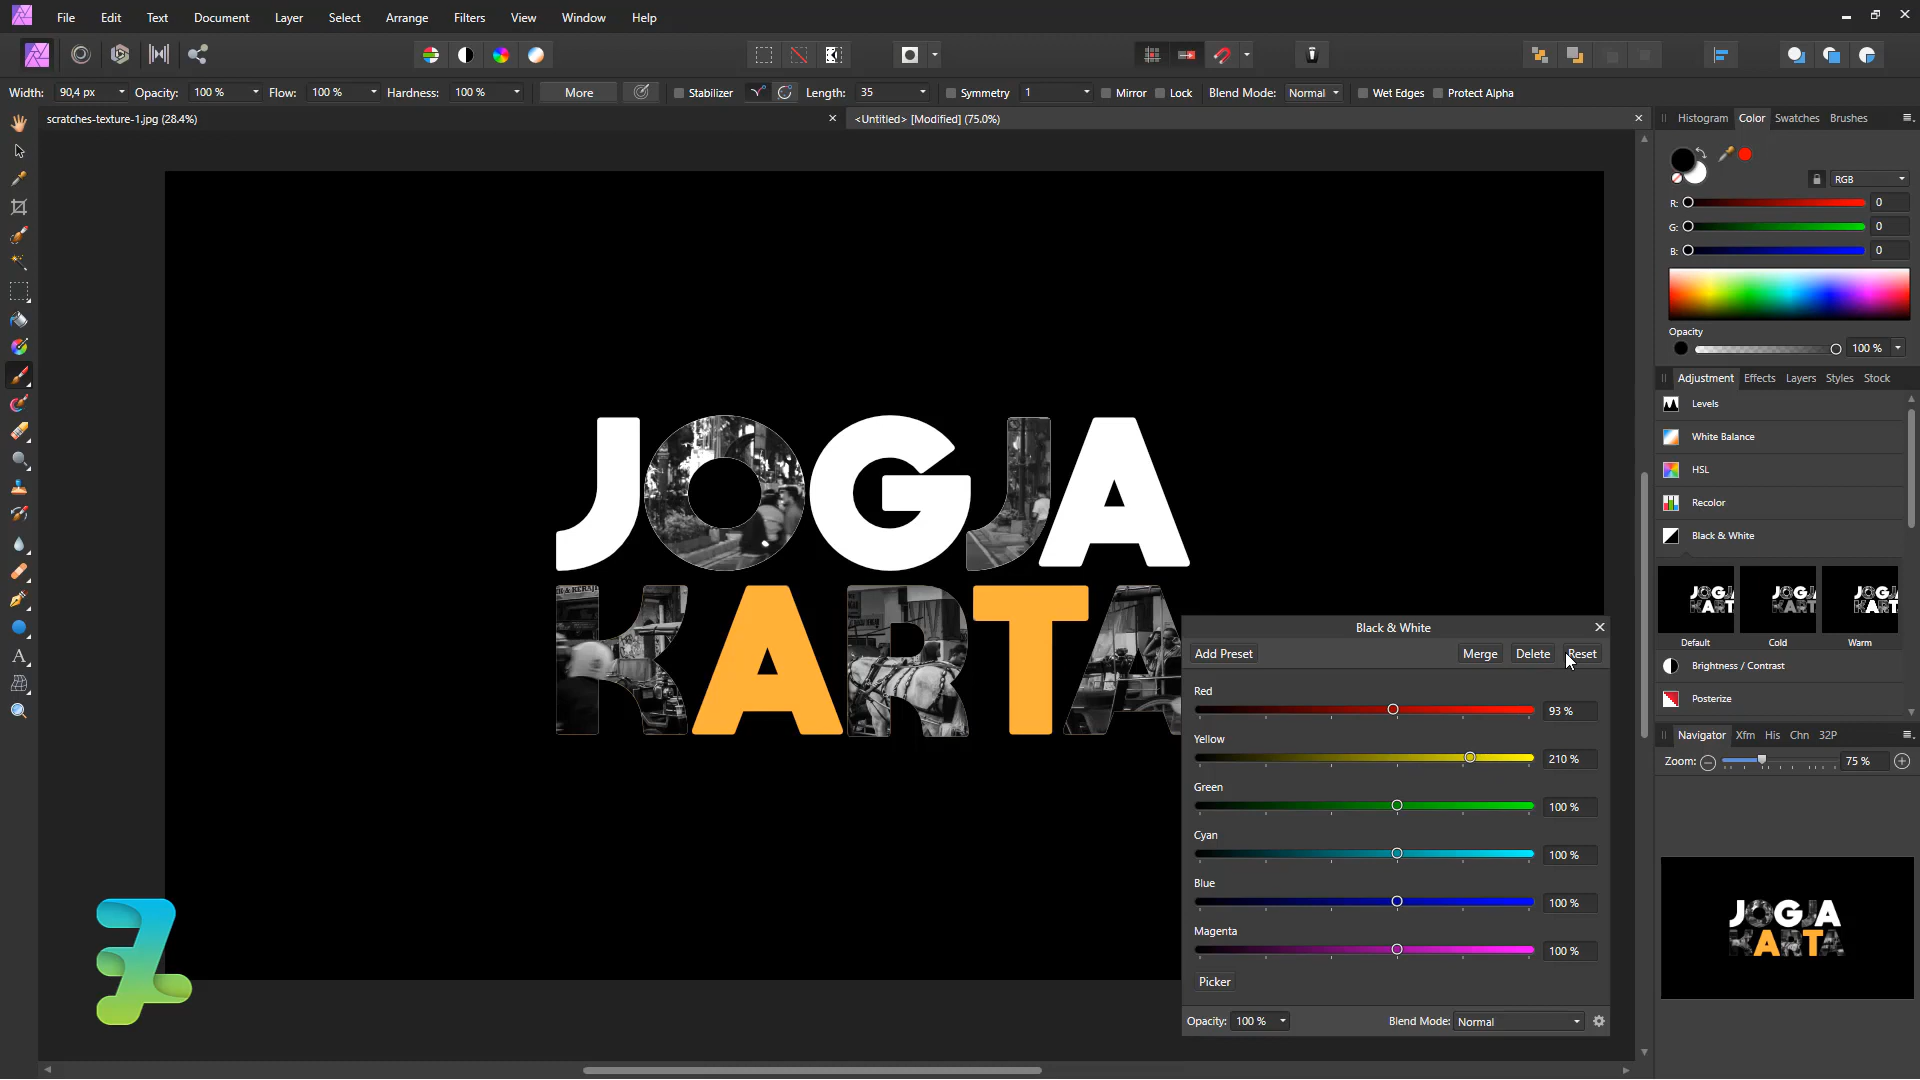 File Edit Text Document Layer Select Arrange Filters View Window Help
Width: 90,4 px Opacity: 100 % Flow: 100 % Hardness: 100 % More Stabilizer Length: 35 Symmetry 1 Mirror Lock Blend Mode: Normal Wet Edges Protect Alpha
scratches-texture-1.jpg (28.4%)
<Untitled> [Modified] (75.0%)
Histogram Color Swatches Brushes
RGB
R: 0
G: 0
B: 0
Opacity
100 %
Adjustment Effects Layers Styles Stock
Levels
White Balance
HSL
Recolor
Black & White
JOGJA
KARTA
Default Cold Warm
Brightness / Contrast
Posterize
Black & White
Add Preset Merge Delete Reset
Red
93 %
Yellow
210 %
Green
100 %
Cyan
100 %
Blue
100 %
Magenta
100 %
Picker
Opacity: 100 % Blend Mode: Normal
Navigator Xfm His Chn 32P
Zoom: 75 %
JOGJA
KARTA